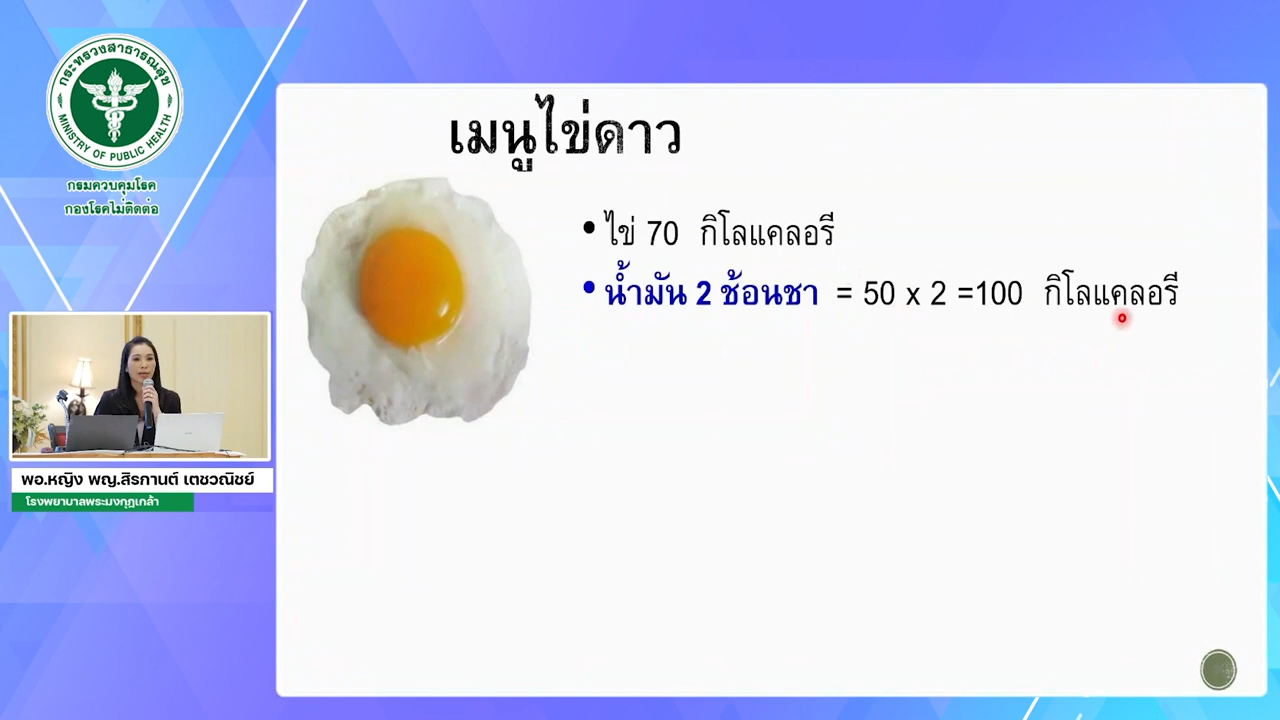 กระทรวงสาธารณสุข
MINISTRY OF PUBLIC HEALTH
กรมควบคุมโรค
กองโรคไม่ติดต่อ
เมนูไข่ดาว
• ไข่ 70 กิโลแคลอรี
• น้ำมัน 2 ช้อนชา = 50 x 2 =100 กิโลแคลอรี
พอ.หญิง พญ.สิรกานต์ เตชวณิชย์
โรงพยาบาลพระมงกุฎเกล้า